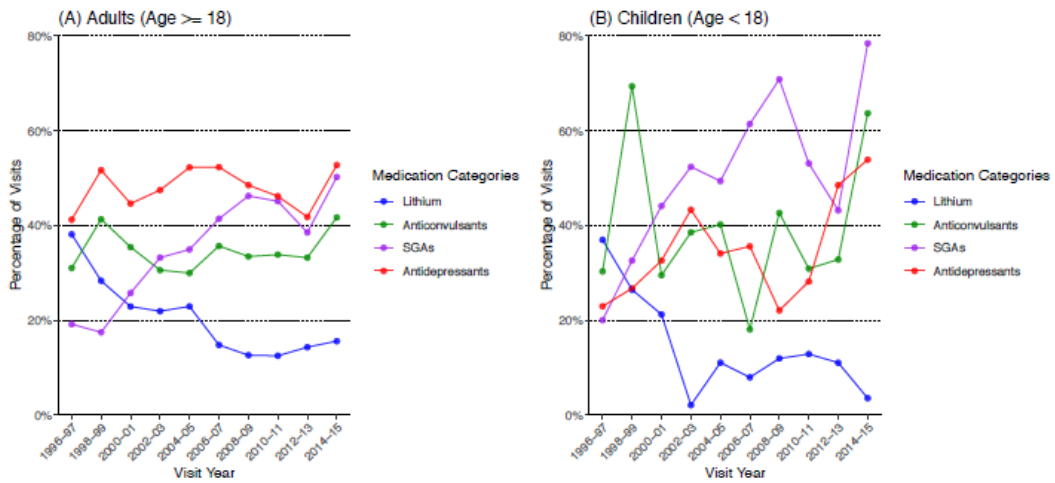 (A) Adults (Age >= 18)
80%
60%
40%
20%
0%
Percentage of Visits
1996–97
1998–99
2000–01
2002–03
2004–05
2006–07
2008–09
2010–11
2012–13
2014–15
Visit Year
Medication Categories
Lithium
Anticonvulsants
SGAs
Antidepressants
(B) Children (Age < 18)
80%
60%
40%
20%
0%
Percentage of Visits
1996–97
1998–99
2000–01
2002–03
2004–05
2006–07
2008–09
2010–11
2012–13
2014–15
Visit Year
Medication Categories
Lithium
Anticonvulsants
SGAs
Antidepressants